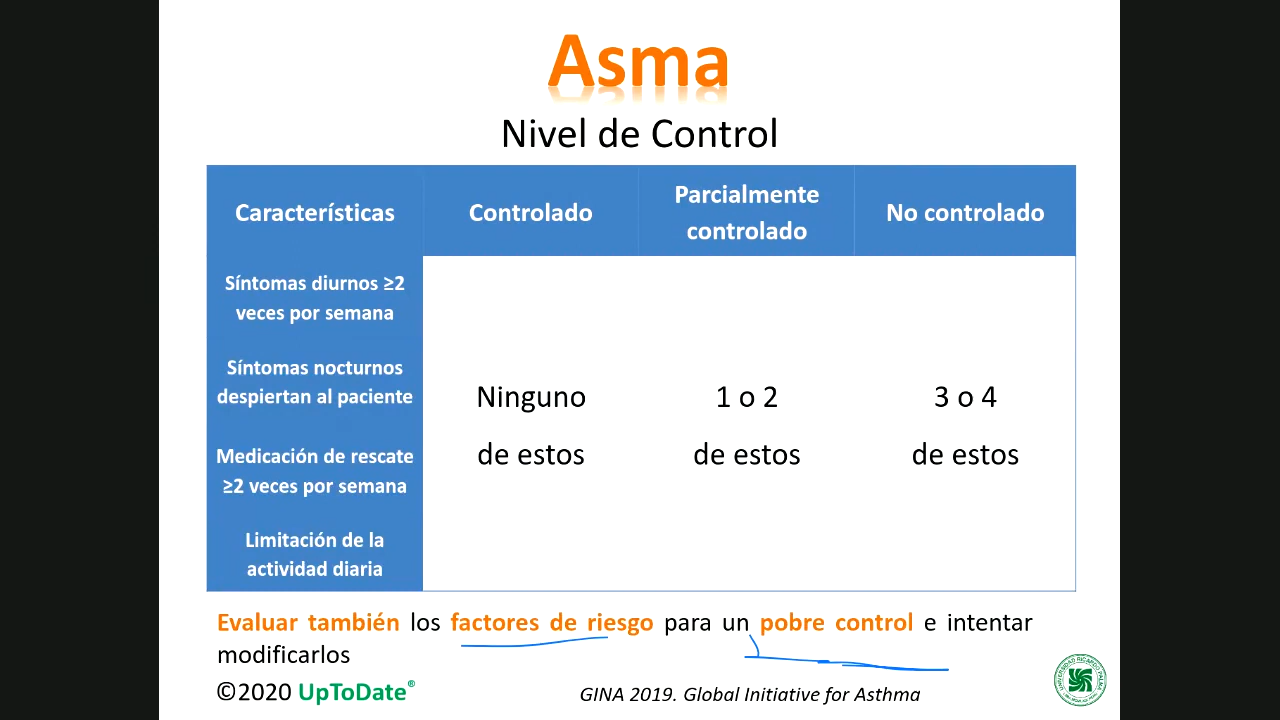 Asma
Nivel de Control
Características
Controlado
Parcialmente
controlado
No controlado
Síntomas diurnos ≥2
veces por semana
Síntomas nocturnos
despiertan al paciente
Medicación de rescate
≥2 veces por semana
Limitación de la
actividad diaria
Ninguno
de estos
1 o 2
de estos
3 o 4
de estos
Evaluar también los factores de riesgo para un pobre control e intentar
modificarlos
©2020 UpToDate®
GINA 2019. Global Initiative for Asthma
UNIVERSIDAD RICARDO PALMA